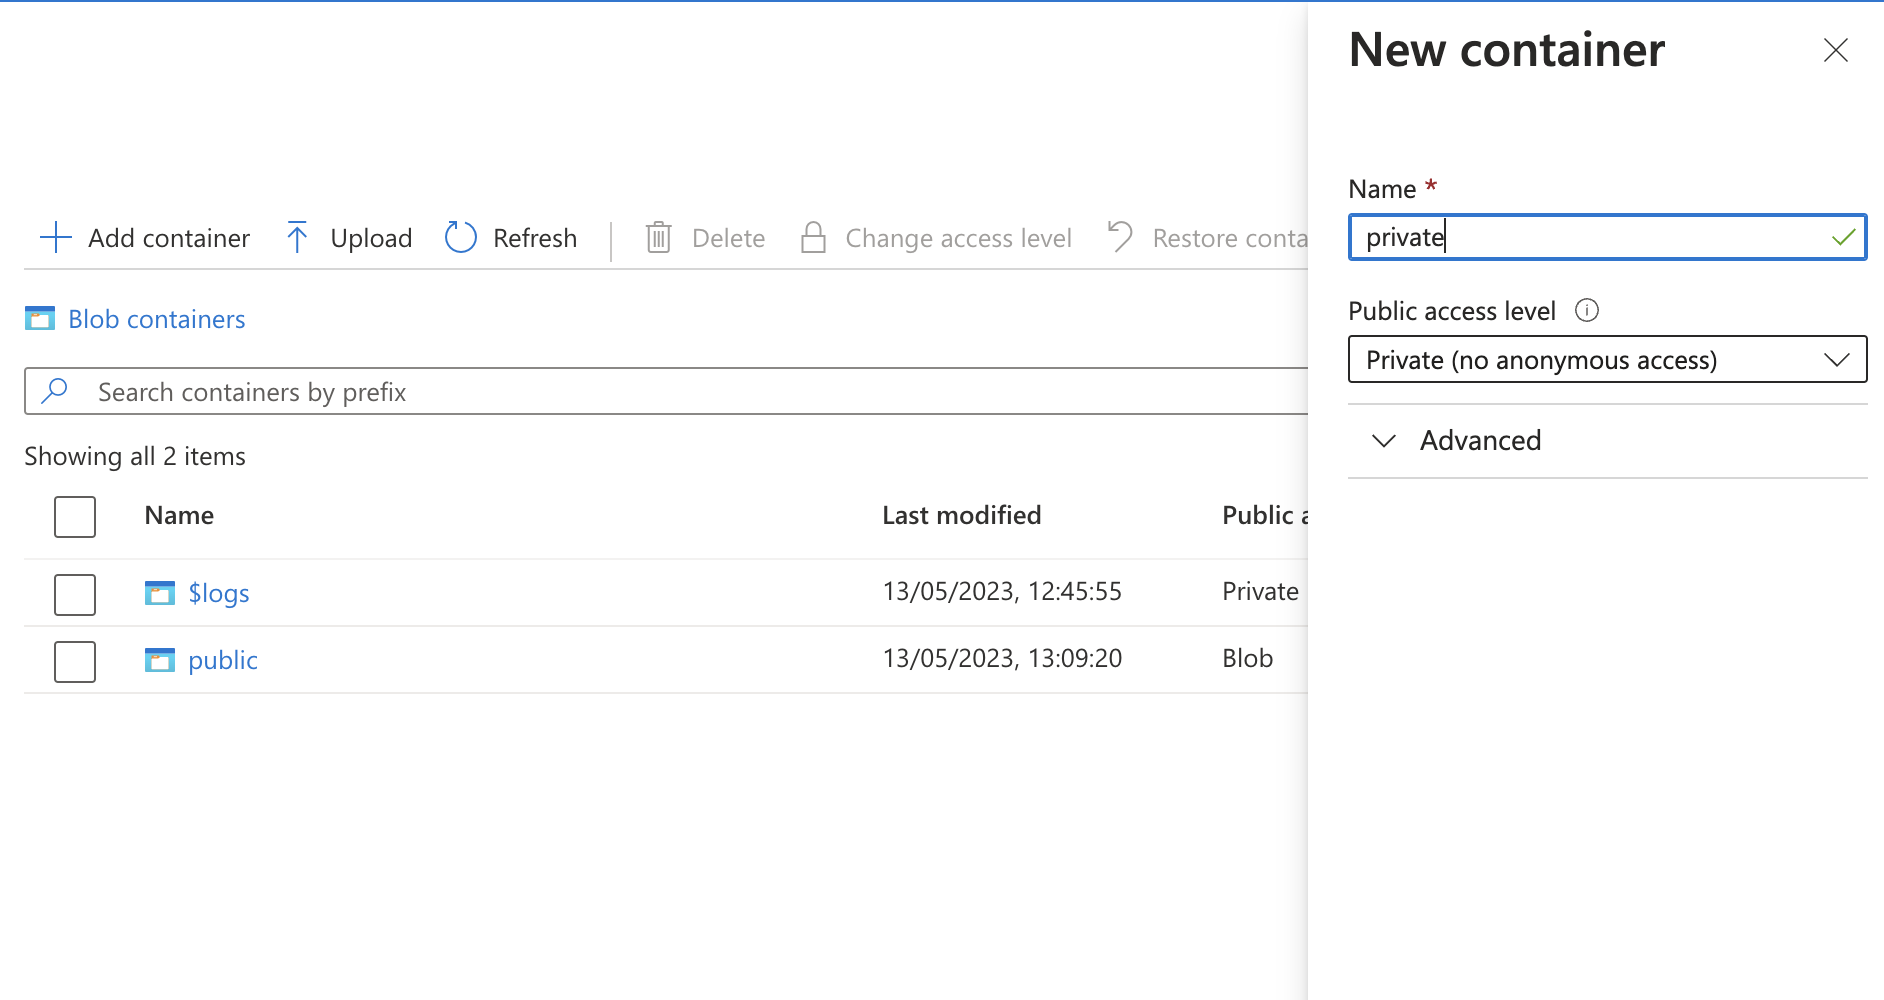 New container
Name *
private
Public access level
Private (no anonymous access)
Advanced
Add container Upload Refresh Delete Change access level Restore conta
Blob containers
Search containers by prefix
Showing all 2 items
Name Last modified Public a
$logs 13/05/2023, 12:45:55 Private
public 13/05/2023, 13:09:20 Blob